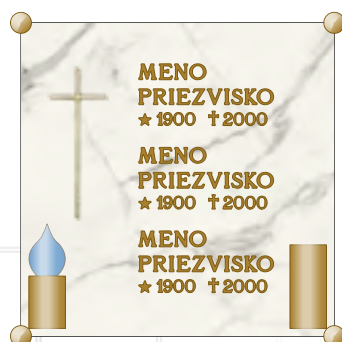 MENO
PRIEZVISKO
★ 1900 ✝ 2000
MENO
PRIEZVISKO
★ 1900 ✝ 2000
MENO
PRIEZVISKO
★ 1900 ✝ 2000